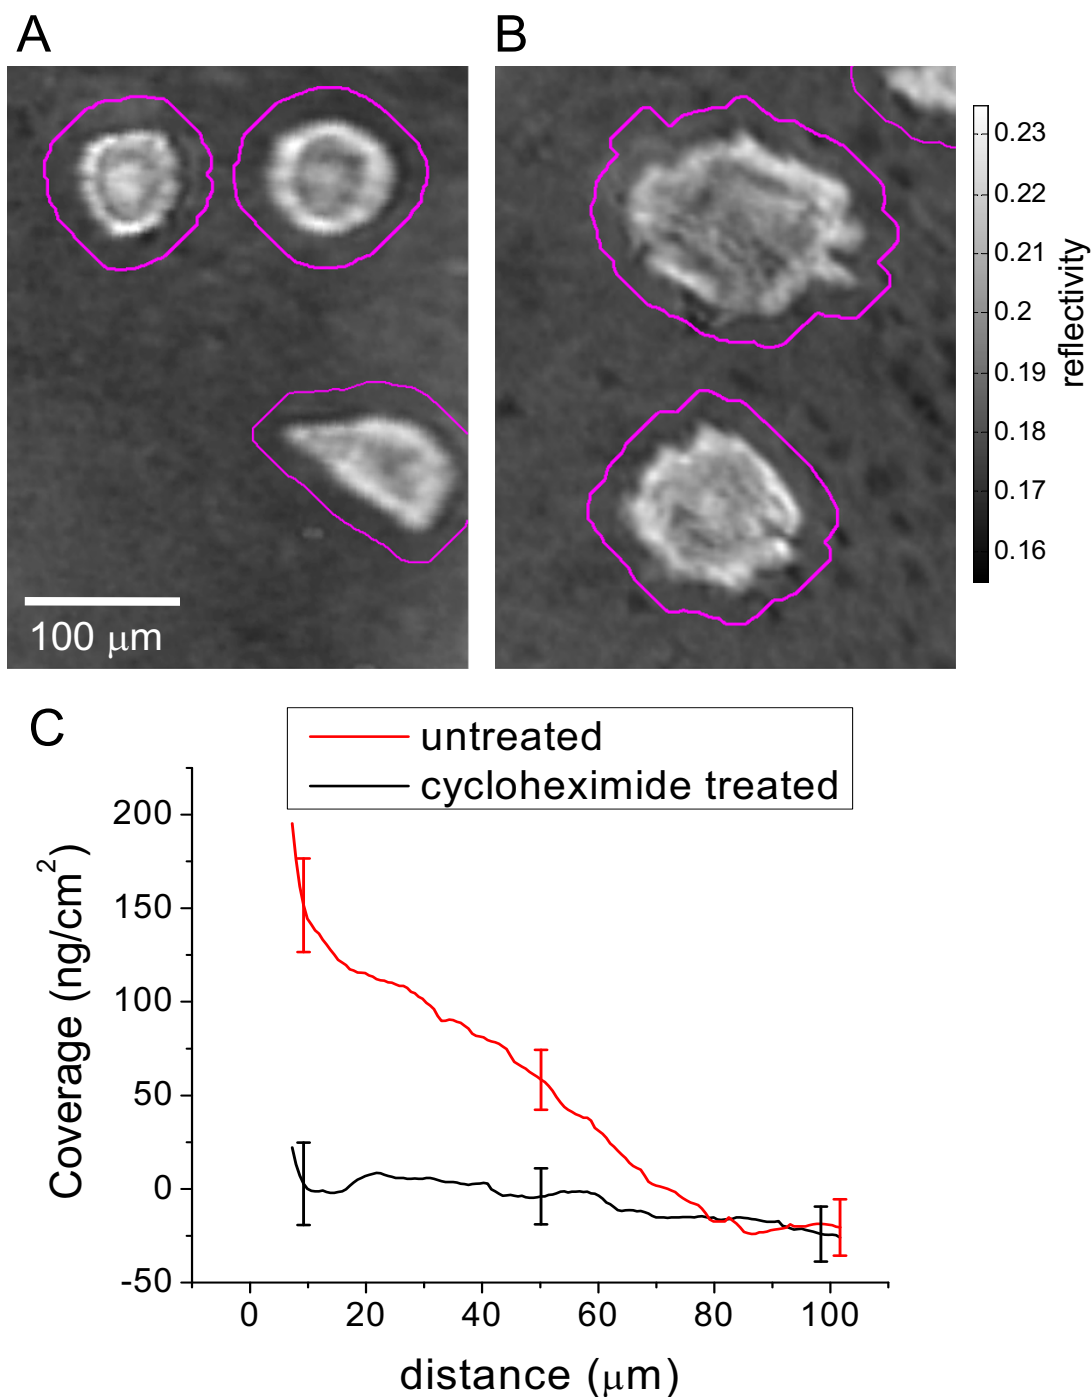 A
B
100 μm
0.23
0.22
0.21
0.2
0.19
0.18
0.17
0.16
reflectivity
C
untreated
cycloheximide treated
200
150
100
50
0
-50
Coverage (ng/cm²)
0 20 40 60 80 100
distance (μm)